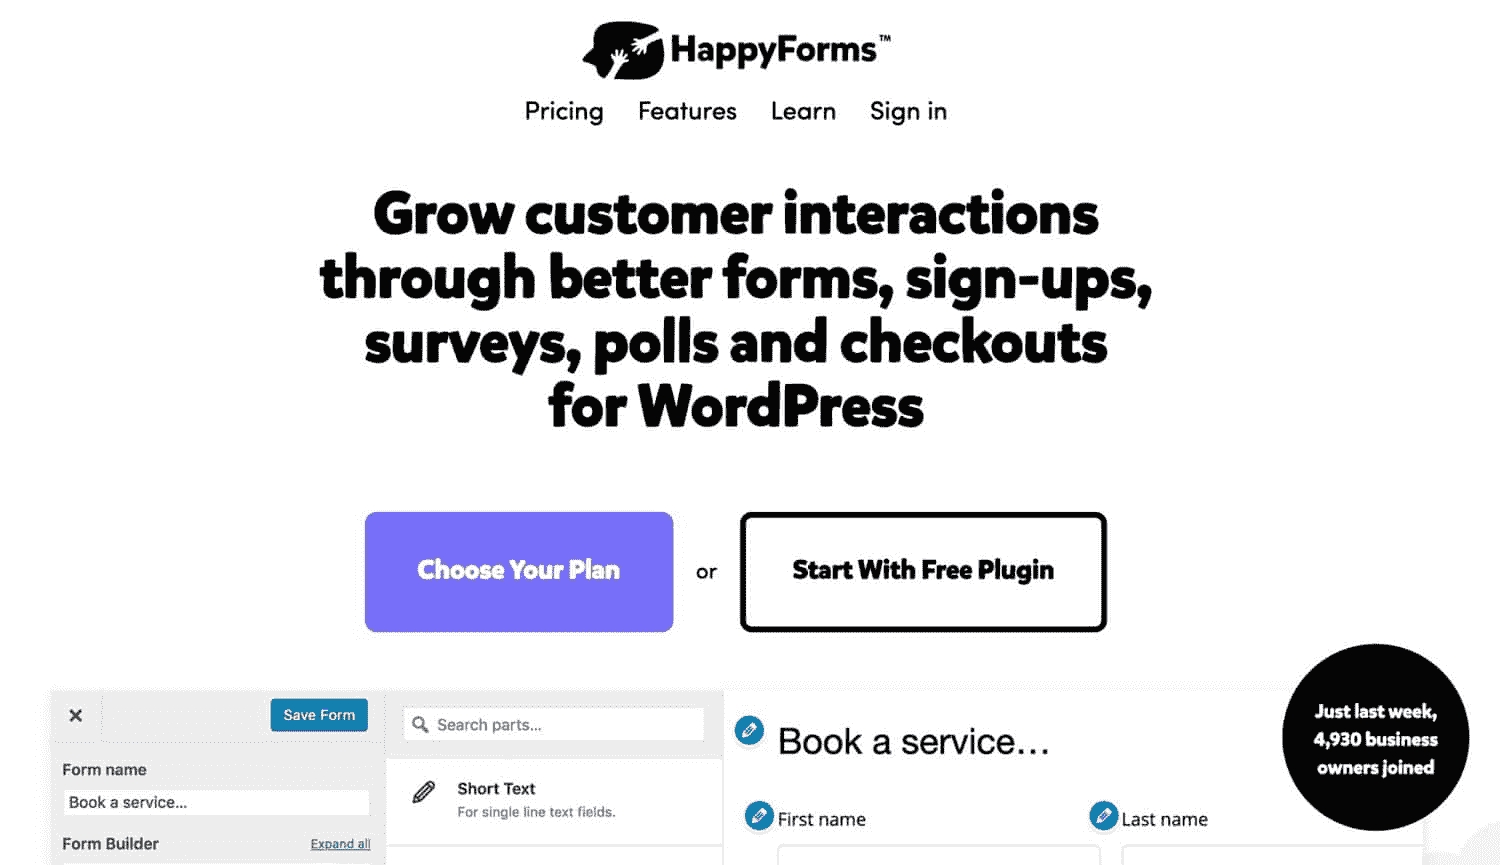 HappyForms™
Pricing Features Learn Sign in
Grow customer interactions
through better forms, sign-ups,
surveys, polls and checkouts
for WordPress
Choose Your Plan or Start With Free Plugin
Just last week,
4,930 business
owners joined
Save Form
Form name
Book a service...
Form Builder Expand all
Search parts...
Short Text
For single line text fields.
Book a service...
First name Last name